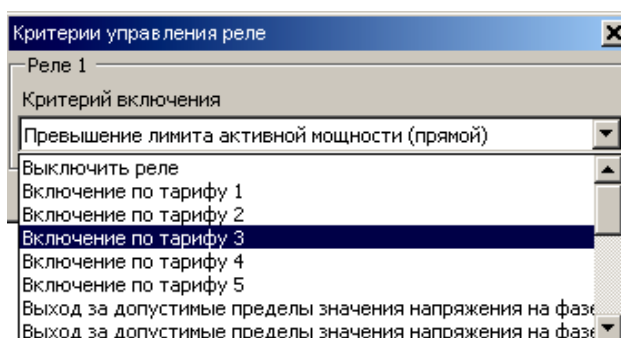 Критерии управления реле
Реле 1
Критерий включения
Превышение лимита активной мощности (прямой)
Выключить реле
Включение по тарифу 1
Включение по тарифу 2
Включение по тарифу 3
Включение по тарифу 4
Включение по тарифу 5
Выход за допустимые пределы значения напряжения на фазе
Выход за допустимые пределы значения напряжения на фазе